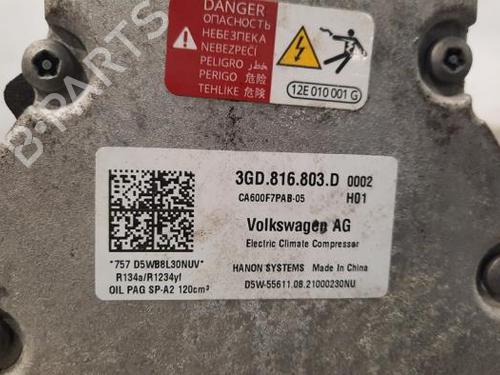 DANGER
ОПАСНОСТЬ
НЕБЕЗПЕКА
NEBEZPEČÍ
PELIGRO خطر
PERIGO 危险
TEHLIKE 危険
12E 010 001 G
B-PARTS
3GD.816.803.D 0002
CA600F7PAB-05 H01
Volkswagen AG
Electric Climate Compressor
*757 D5WB8L30NUV*
R134a/R1234yf
OIL PAG SP-A2 120cm³
HANON SYSTEMS Made In China
D5W-55611.08.21000230NU